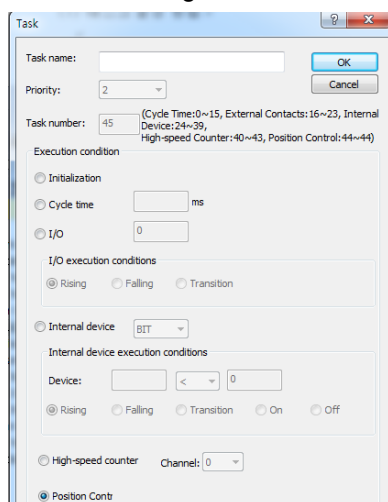 Task
Task name:
OK
Priority: 2
Cancel
Task number: 45 (Cycle Time:0~15, External Contacts:16~23, Internal
Device:24~39,
High-speed Counter:40~43, Position Control:44~44)
Execution condition
Initialization
Cycle time ms
I/O 0
I/O execution conditions
Rising Falling Transition
Internal device BIT
Internal device execution conditions
Device: < 0
Rising Falling Transition On Off
High-speed counter Channel: 0
Position Contr